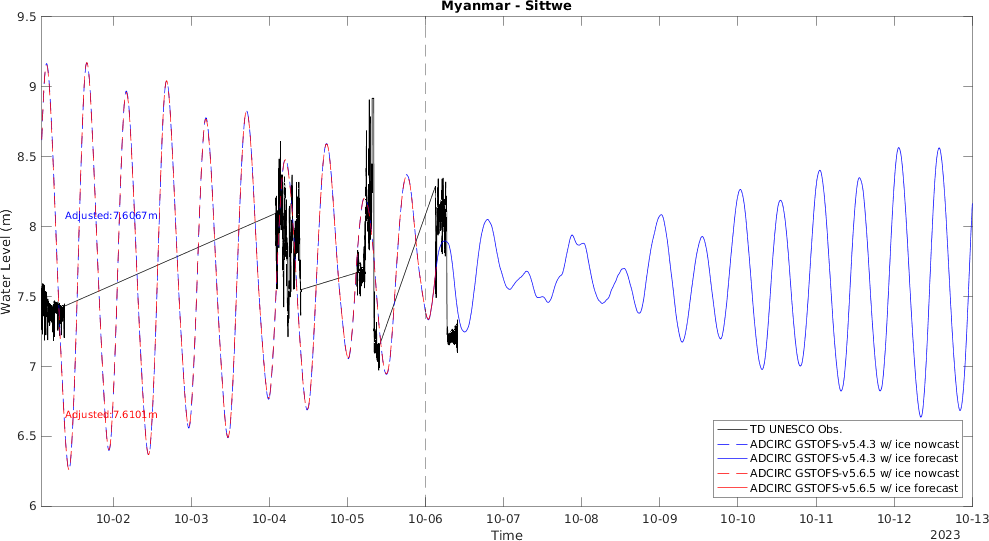 Myanmar - Sittwe
9.5
9
8.5
8
7.5
7
6.5
6
Water Level (m)
Adjusted:7.6067m
Adjusted:7.6101m
TD UNESCO Obs.
ADCIRC GSTOFS-v5.4.3 w/ ice nowcast
ADCIRC GSTOFS-v5.4.3 w/ ice forecast
ADCIRC GSTOFS-v5.6.5 w/ ice nowcast
ADCIRC GSTOFS-v5.6.5 w/ ice forecast
10-02 10-03 10-04 10-05 10-06 10-07 10-08 10-09 10-10 10-11 10-12 10-13
Time
2023